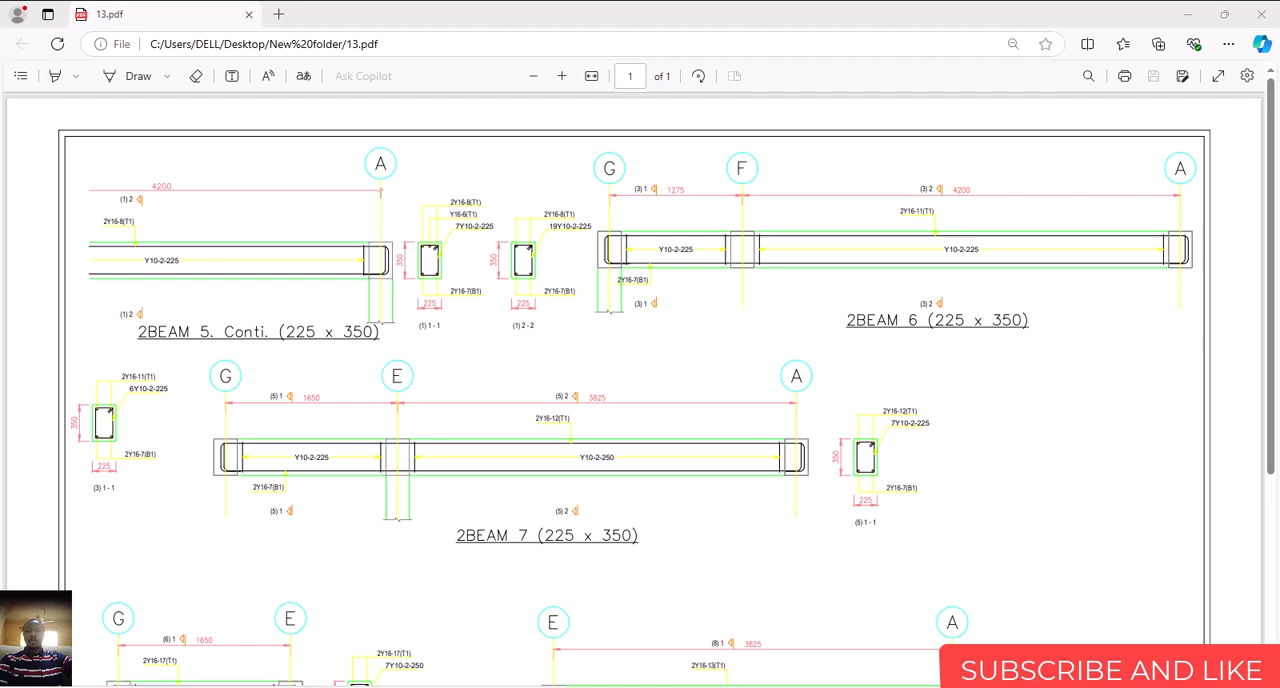 13.pdf
File
C:/Users/DELL/Desktop/New%20folder/13.pdf
Draw
Ask Copilot
1
of 1
A
G
F
A
4200
(1) 2
2Y16-8(T1)
Y10-2-225
(1) 2
2BEAM 5. Conti. (225 x 350)
2Y16-8(T1)
Y16-6(T1)
7Y10-2-225
350
2Y16-7(B1)
225
(1) 1 - 1
2Y16-8(T1)
19Y10-2-225
350
2Y16-7(B1)
225
(1) 2 - 2
(3) 1
1275
(3) 2
4200
2Y16-11(T1)
Y10-2-225
Y10-2-225
2Y16-7(B1)
(3) 1
(3) 2
2BEAM 6 (225 x 350)
2Y16-11(T1)
6Y10-2-225
350
2Y16-7(B1)
225
(3) 1 - 1
G
E
A
(5) 1
1650
(5) 2
3825
2Y16-12(T1)
Y10-2-225
Y10-2-250
2Y16-7(B1)
(5) 1
(5) 2
2BEAM 7 (225 x 350)
2Y16-12(T1)
7Y10-2-225
350
2Y16-7(B1)
225
(5) 1 - 1
G
E
E
A
(6) 1
1650
2Y16-17(T1)
2Y16-17(T1)
7Y10-2-250
(8) 1
3825
2Y16-13(T1)
SUBSCRIBE AND LIKE